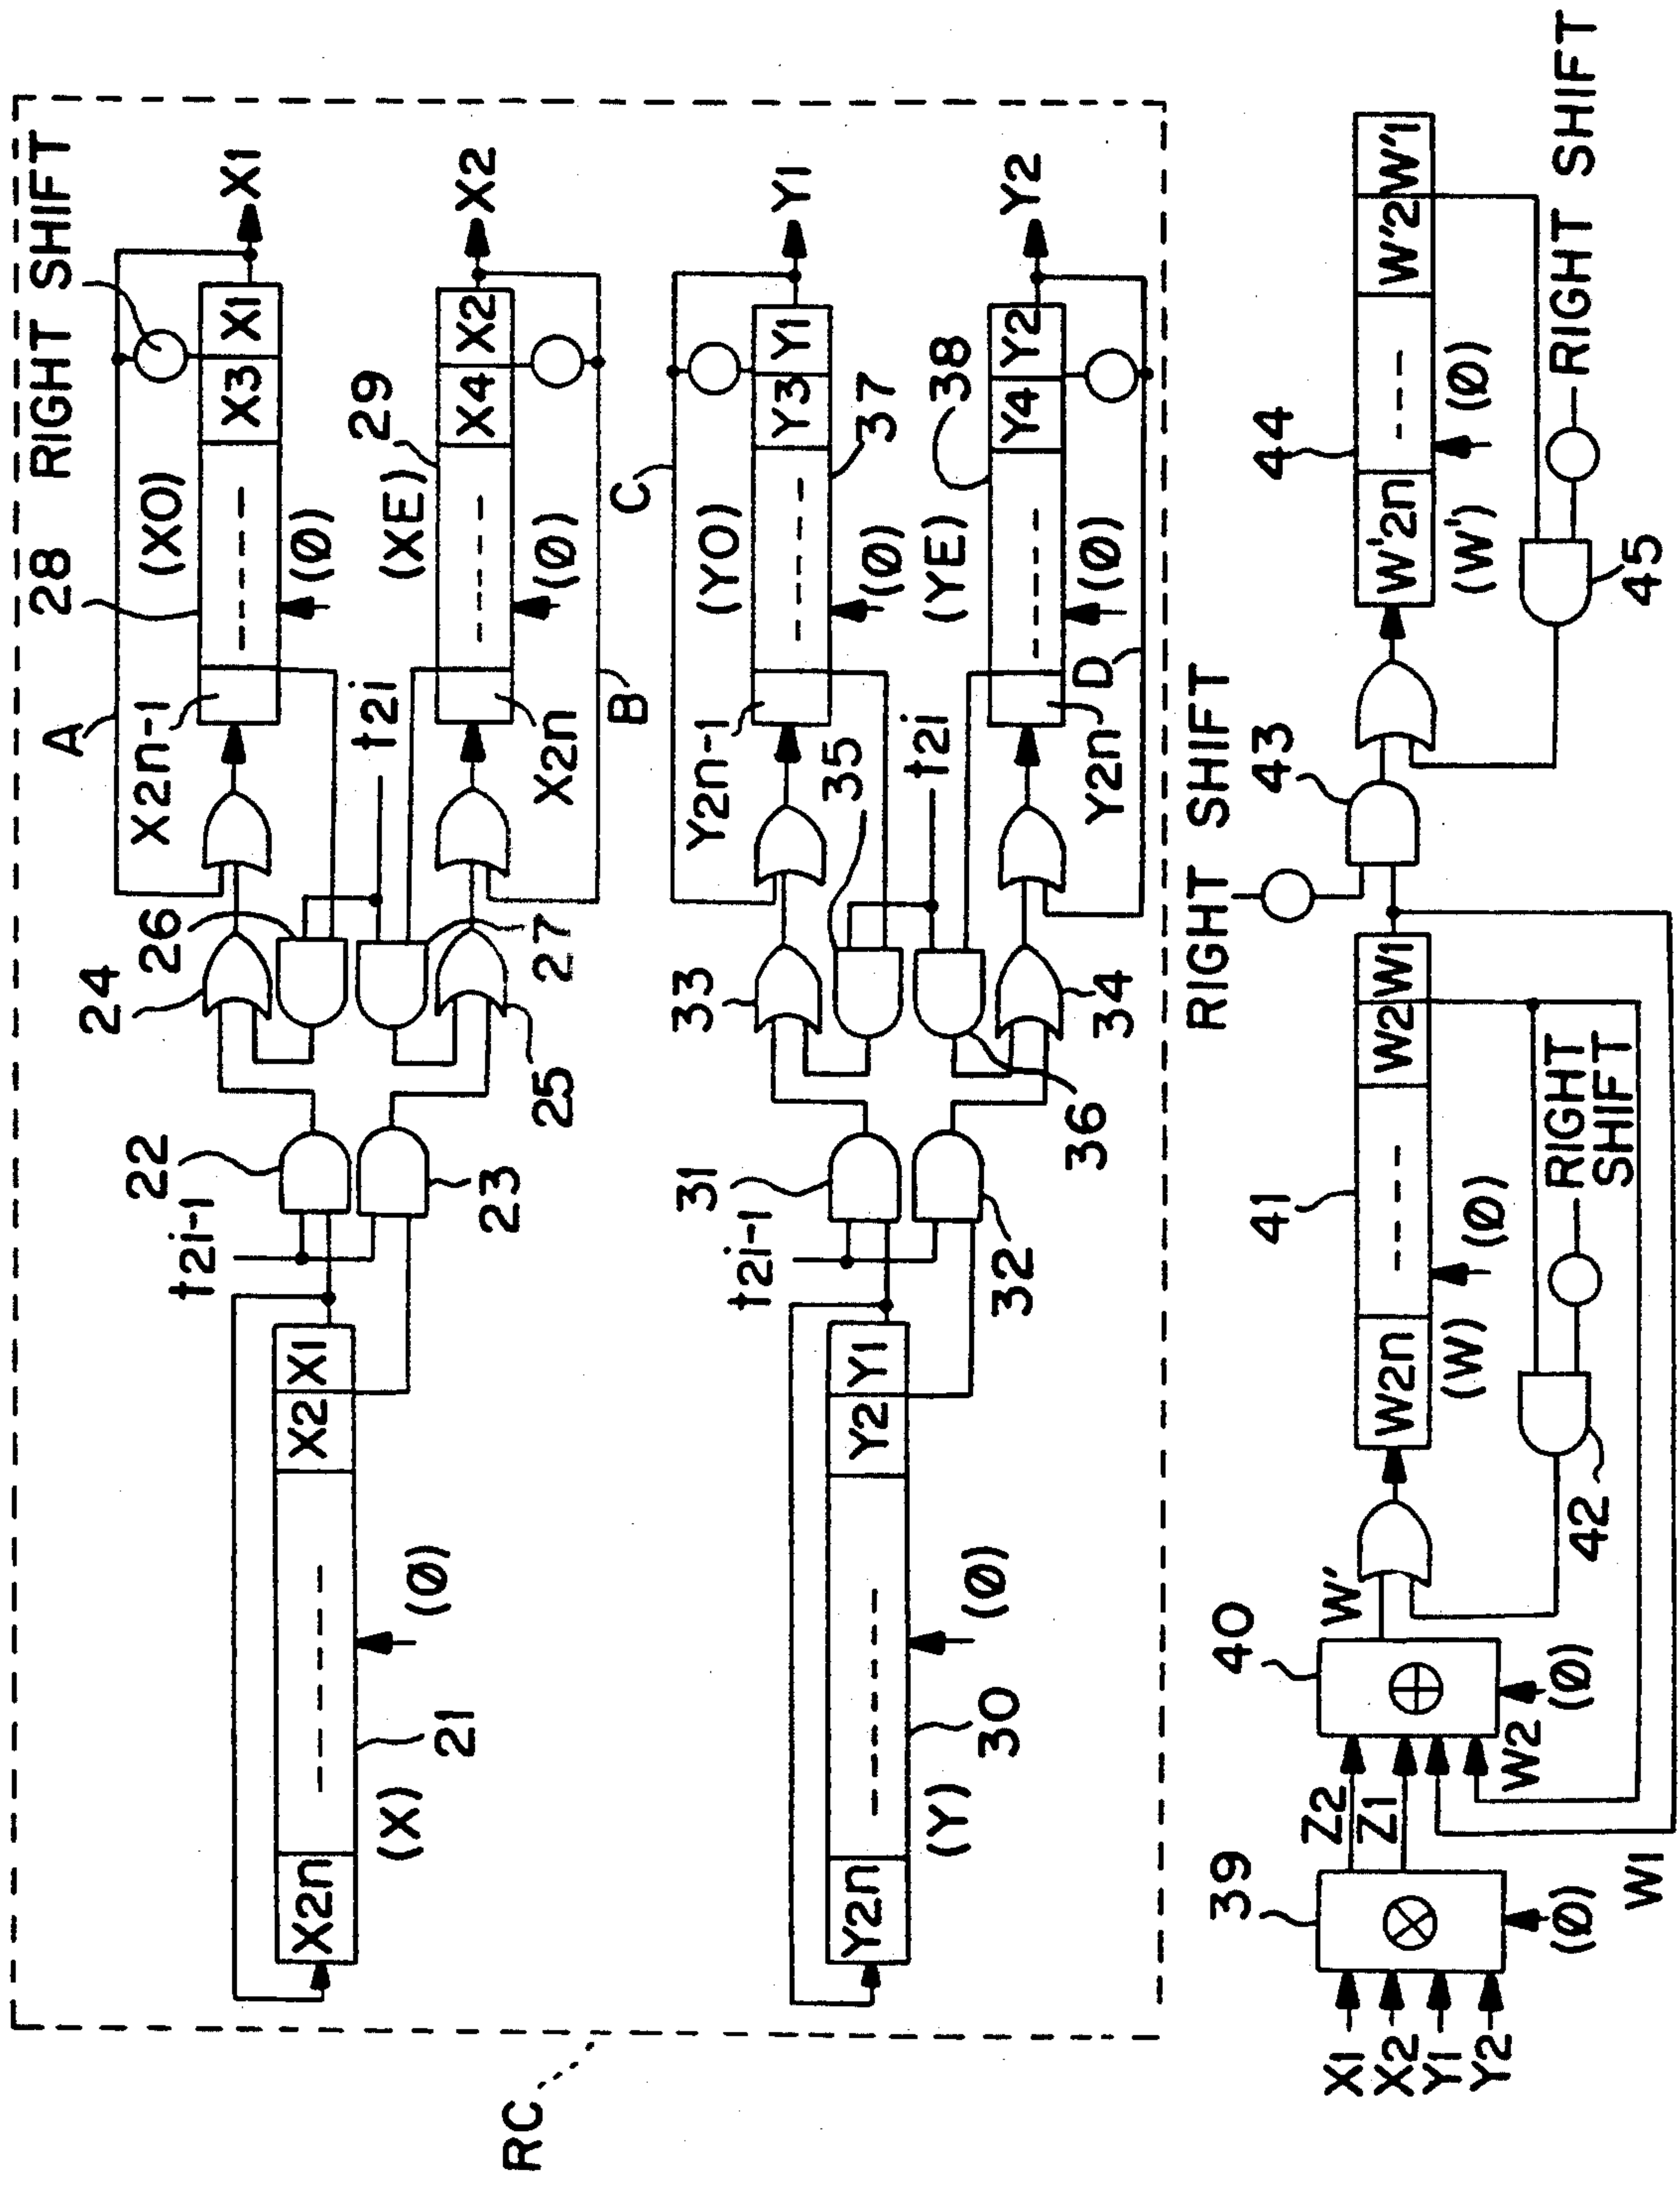 RC
X2n
X2
X1
(X)
21
(Ø)
t2i-1
22
23
24
25
26
27
t2i
A
X2n-1
28
RIGHT SHIFT
(XO)
(Ø)
X3
X1
X1
X2n
(XE)
29
(Ø)
X4
X2
X2
B
Y2n
Y2
Y1
(Y)
30
(Ø)
t2i-1
31
32
33
34
35
36
t2i
C
Y2n-1
(YO)
(Ø)
37
Y3
Y1
Y1
Y2n
D
(YE)
38
(Ø)
Y4
Y2
Y2
X1
X2
Y1
Y2
39
(Ø)
Z2
Z1
W1
W2
40
(Ø)
W'
W2n
W2
W1
(W)
41
(Ø)
42
RIGHT
SHIFT
RIGHT SHIFT
43
W'2n
W'2
W'1
(W')
44
(Ø)
45
RIGHT SHIFT